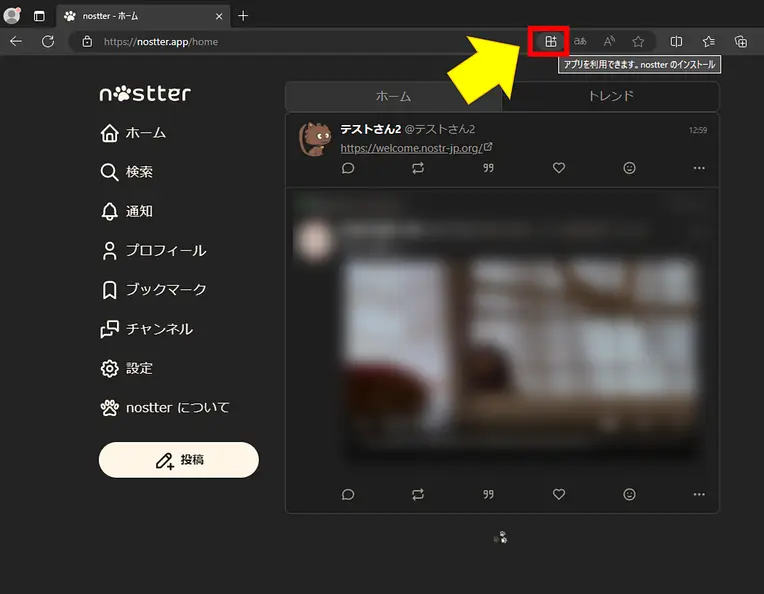 nostter - ホーム
https://nostter.app/home
アプリを利用できます。nostter のインストール
nostter
ホーム
検索
通知
プロフィール
ブックマーク
チャンネル
設定
nostter について
投稿
ホーム
トレンド
テストさん2 @テストさん2
12:59
https://welcome.nostr-jp.org/